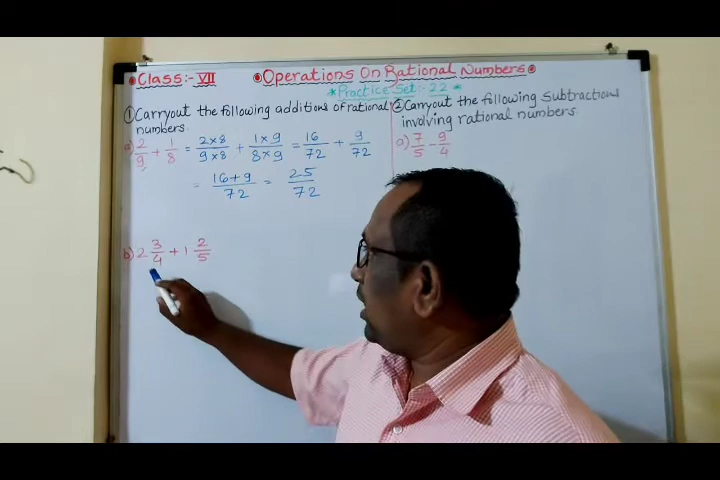 Class:- VII
Operations On Rational Numbers
*Practice Set:- 22*
① Carryout the following additions of rational numbers.
a) 2/9 + 1/8 = 2×8/9×8 + 1×9/8×9 = 16/72 + 9/72
= 16+9/72 = 25/72
b) 2 3/4 + 1 2/5
② Carryout the following Subtractions
involving rational numbers.
a) 7/5 - 9/4